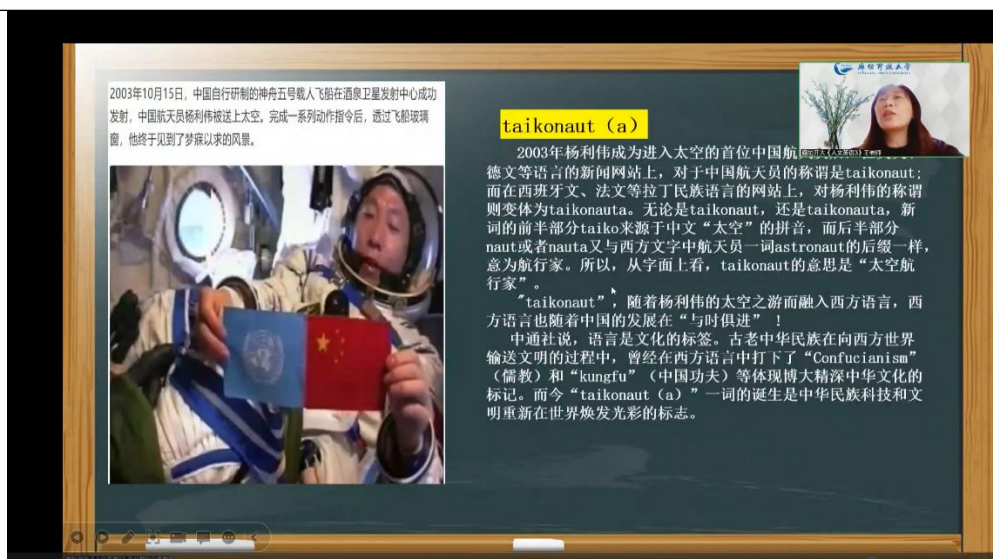 2003年10月15日，中国自行研制的神舟五号载人飞船在酒泉卫星发射中心成功
发射，中国航天员杨利伟被送上太空。完成一系列动作指令后，透过飞船玻璃
窗，他终于见到了梦寐以求的风景。
taikonaut（a）
2003年杨利伟成为进入太空的首位中国航
德文等语言的新闻网站上，对于中国航天员的称谓是taikonaut;
而在西班牙文、法文等拉丁民族语言的网站上，对杨利伟的称谓
则变体为taikonauta。无论是taikonaut，还是taikonauta，新
词的前半部分taiko来源于中文“太空”的拼音，而后半部分
naut或者nauta又与西方文字中航天员一词astronaut的后缀一样，
意为航行家。所以，从字面上看，taikonaut的意思是“太空航
行家”。
"taikonaut”，随着杨利伟的太空之游而融入西方语言，西
方语言也随着中国的发展在“与时俱进”！
中通社说，语言是文化的标签。古老中华民族在向西方世界
输送文明的过程中，曾经在西方语言中打下了“Confucianism”
（儒教）和“kungfu”（中国功夫）等体现博大精深中华文化的
标记。而今“taikonaut（a）”一词的诞生是中华民族科技和文
明重新在世界焕发光彩的标志。